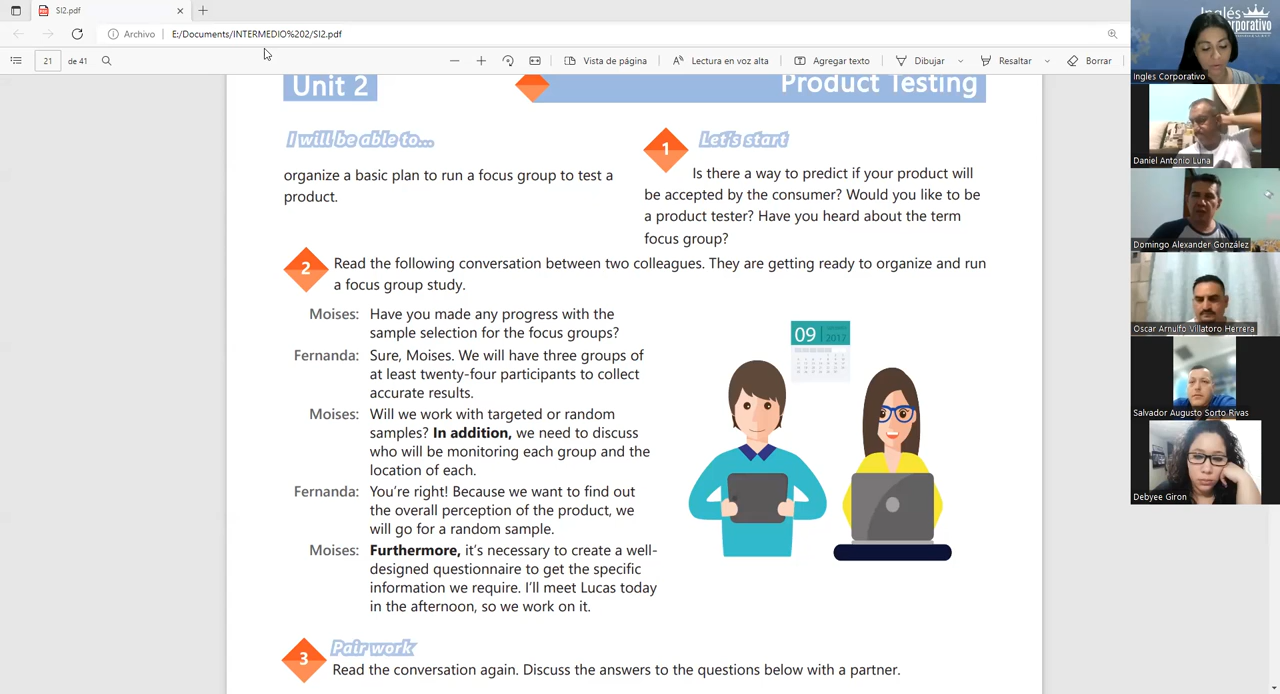 SI2.pdf
Archivo
E:/Documents/INTERMEDIO%202/SI2.pdf
21
de 41
Vista de página
Lectura en voz alta
Agregar texto
Dibujar
Resaltar
Borrar
Unit 2
Product Testing
I will be able to...
organize a basic plan to run a focus group to test a
product.
1
Let's start
Is there a way to predict if your product will
be accepted by the consumer? Would you like to be
a product tester? Have you heard about the term
focus group?
2
Read the following conversation between two colleagues. They are getting ready to organize and run
a focus group study.
Moises: Have you made any progress with the
sample selection for the focus groups?
Fernanda: Sure, Moises. We will have three groups of
at least twenty-four participants to collect
accurate results.
Moises: Will we work with targeted or random
samples? In addition, we need to discuss
who will be monitoring each group and the
location of each.
Fernanda: You're right! Because we want to find out
the overall perception of the product, we
will go for a random sample.
Moises: Furthermore, it's necessary to create a well-
designed questionnaire to get the specific
information we require. I'll meet Lucas today
in the afternoon, so we work on it.
09
2017
3
Pair work
Read the conversation again. Discuss the answers to the questions below with a partner.
Inglés
Corporativo
Ingles Corporativo
Daniel Antonio Luna
Domingo Alexander González
Oscar Arnulfo Villatoro Herrera
Salvador Augusto Sorto Rivas
Debyee Giron